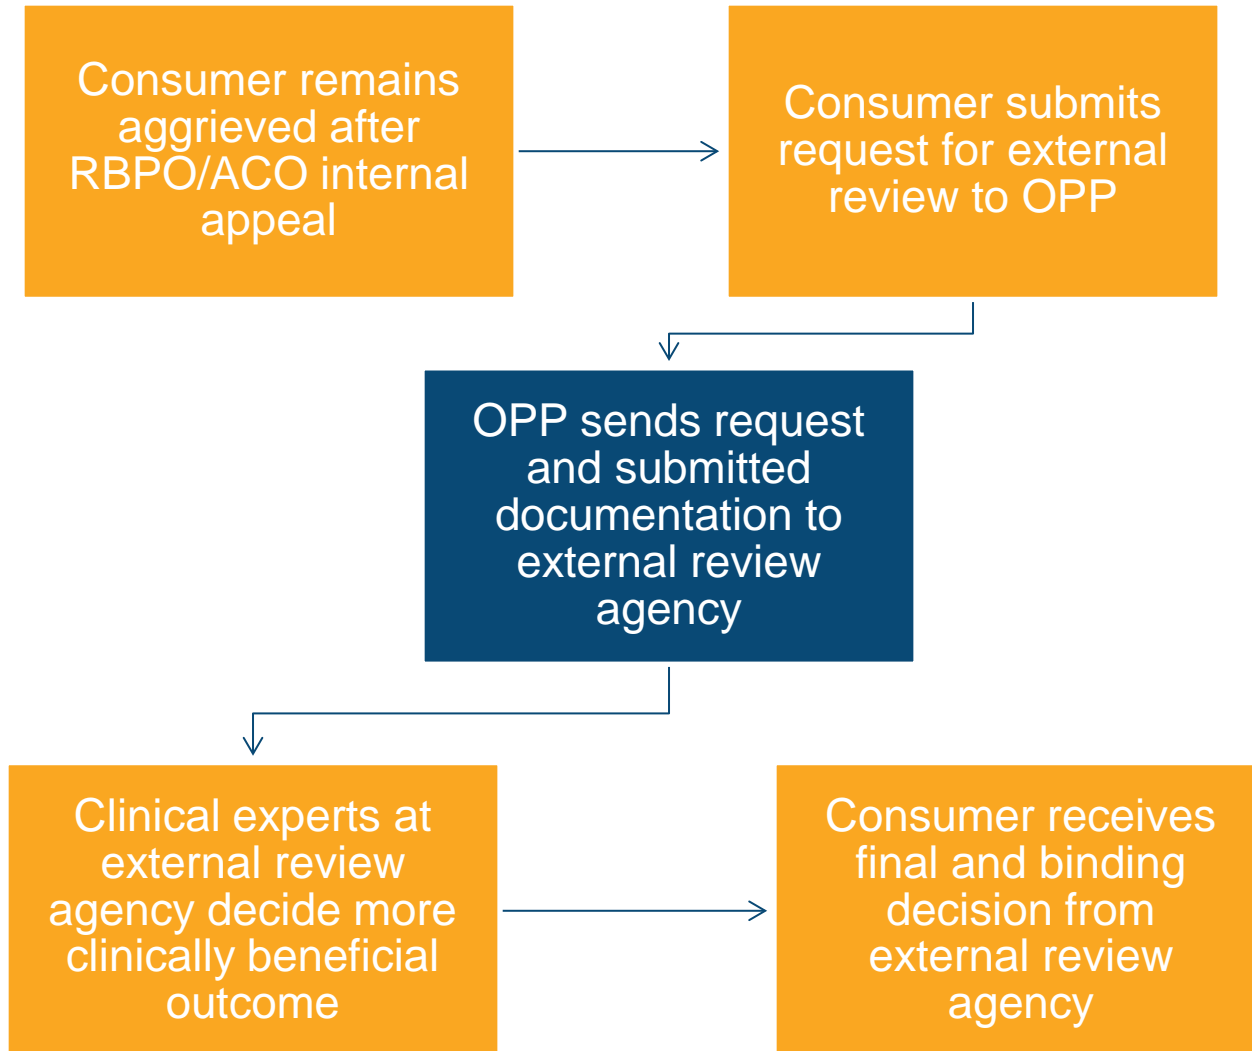 Consumer remains
aggrieved after
RBPO/ACO internal
appeal
Consumer submits
request for external
review to OPP
OPP sends request
and submitted
documentation to
external review
agency
Clinical experts at
external review
agency decide more
clinically beneficial
outcome
Consumer receives
final and binding
decision from
external review
agency